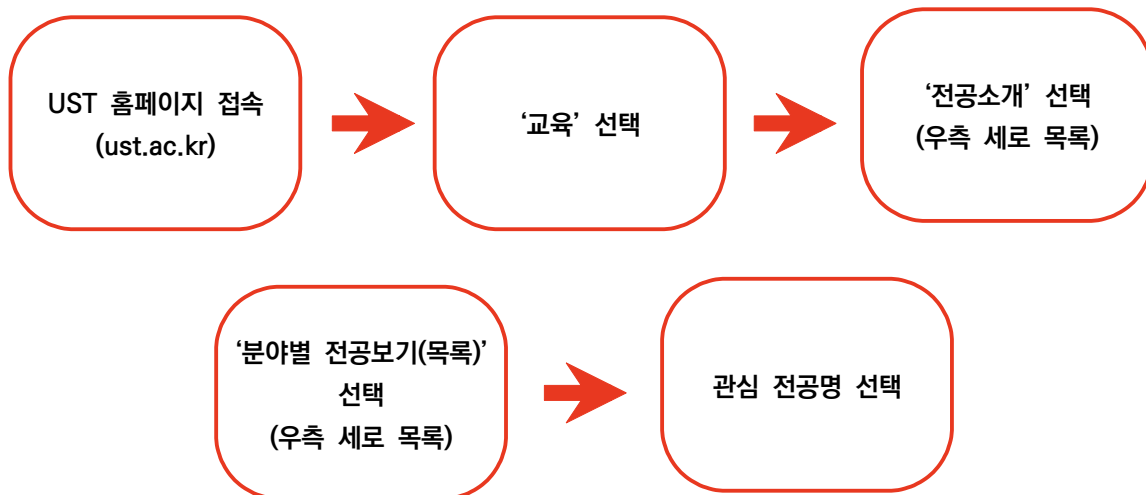 UST 홈페이지 접속
(ust.ac.kr)
‘교육’ 선택
‘전공소개’ 선택
(우측 세로 목록)
‘분야별 전공보기(목록)’
선택
(우측 세로 목록)
관심 전공명 선택